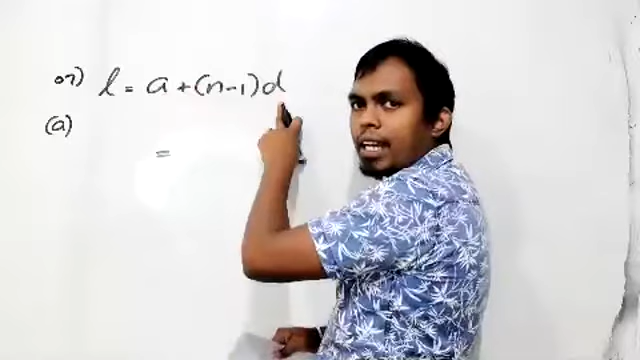 07) l = a + (n-1)d
(a)
=